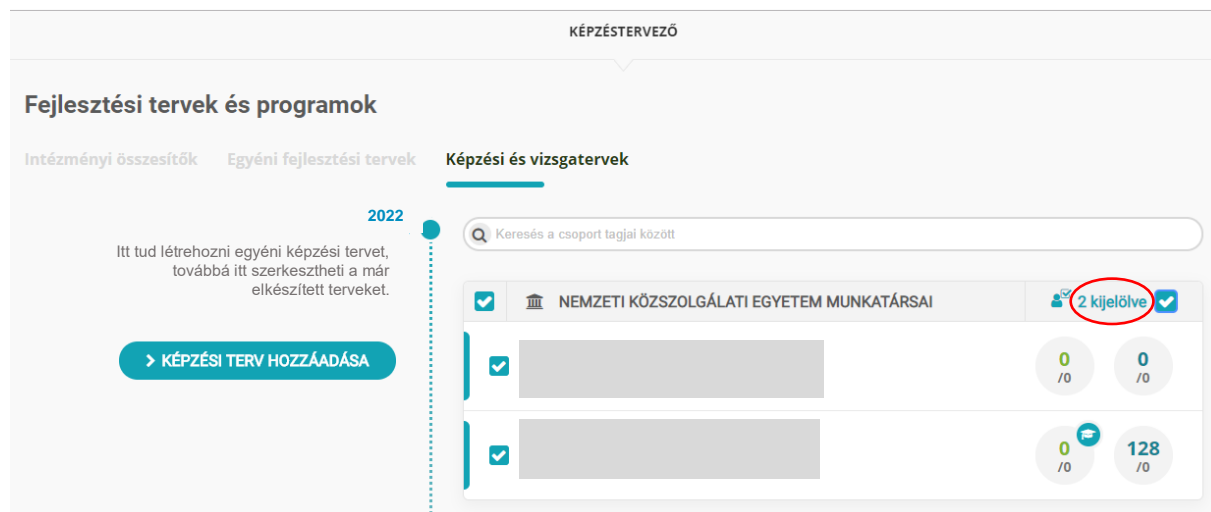 KÉPZÉSTERVEZŐ
Fejlesztési tervek és programok
Intézményi összesítők Egyéni fejlesztési tervek Képzési és vizsgatervek
2022
Itt tud létrehozni egyéni képzési tervet,
továbbá itt szerkesztheti a már
elkészített terveket.
KÉPZÉSI TERV HOZZÁADÁSA
Keresés a csoport tagjai között
NEMZETI KÖZSZOLGÁLATI EGYETEM MUNKATÁRSAI 2 kijelölve
0 0
/0 /0
0 128
/0 /0